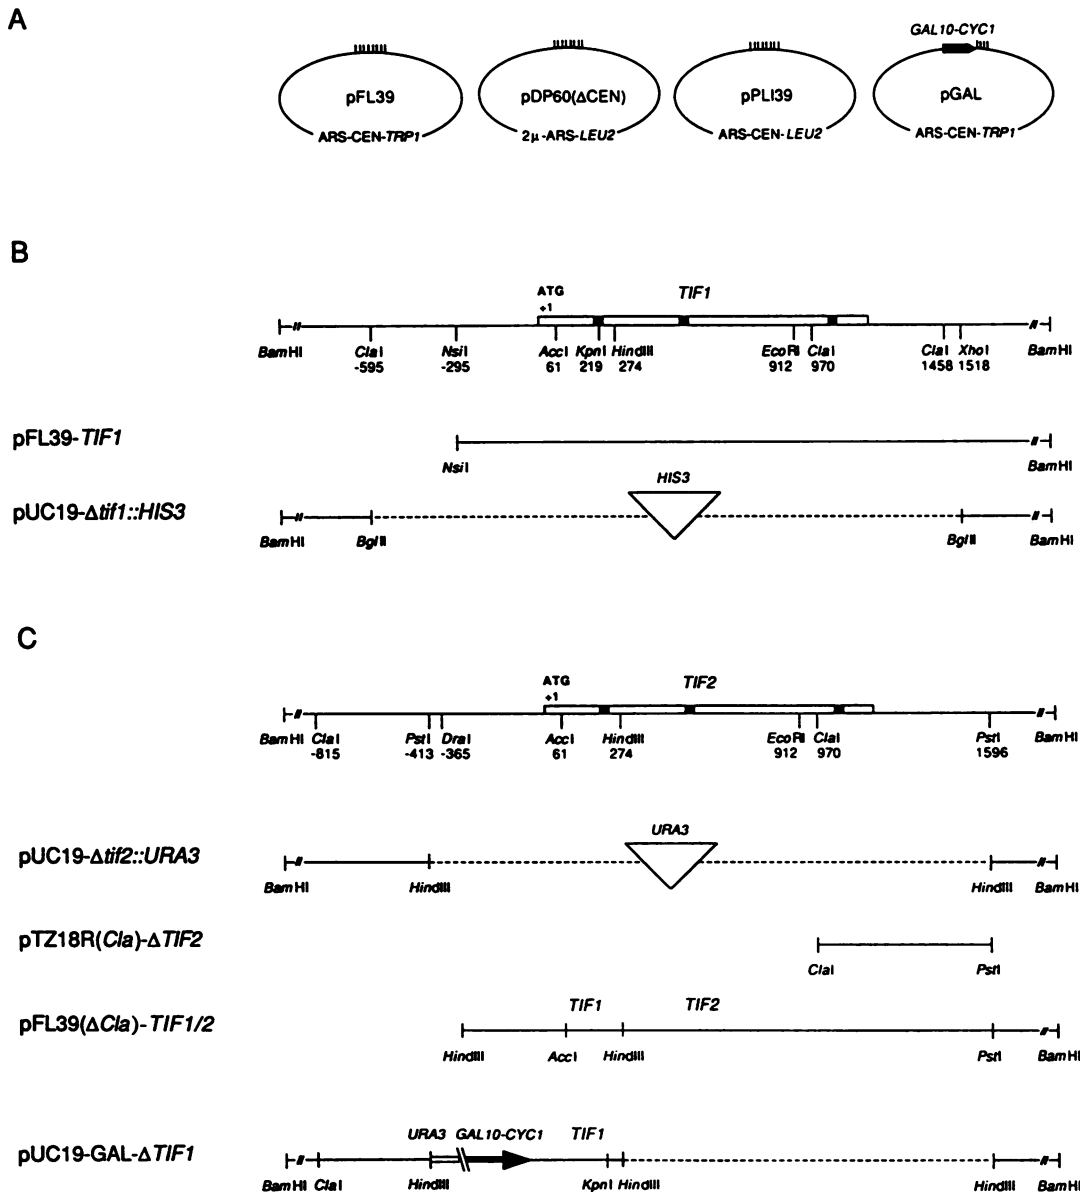 A
GAL10-CYC1
pFL39 pDP60(ΔCEN) pPLI39 pGAL
ARS-CEN-TRP1 2μ-ARS-LEU2 ARS-CEN-LEU2 ARS-CEN-TRP1
B
ATG TIF1
+1
BamHI ClaI NsiI AccI KpnI HindIII EcoRI ClaI ClaI XhoI BamHI
-595 -295 61 219 274 912 970 1458 1518
pFL39-TIF1
NsiI BamHI
HIS3
pUC19-Δtif1::HIS3
BamHI BglII BglII BamHI
C
ATG TIF2
+1
BamHI ClaI PstI DraI AccI HindIII EcoRI ClaI PstI BamHI
-815 -413 -365 61 274 912 970 1596
URA3
pUC19-Δtif2::URA3
BamHI HindIII HindIII BamHI
pTZ18R(Cla)-ΔTIF2
ClaI PstI
TIF1 TIF2
pFL39(ΔCla)-TIF1/2
HindIII AccI HindIII PstI BamHI
URA3 GAL10-CYC1 TIF1
pUC19-GAL-ΔTIF1
BamHI ClaI HindIII KpnI HindIII HindIII BamHI